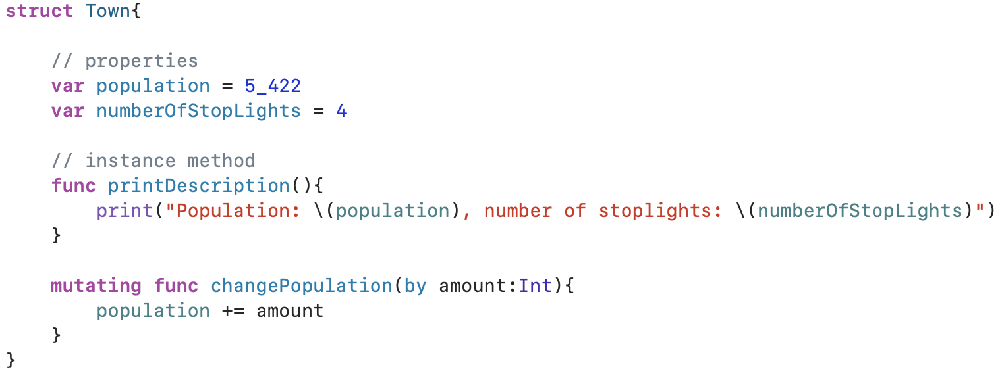 struct Town{
// properties
var population = 5_422
var numberOfStopLights = 4
// instance method
func printDescription(){
print("Population: \(population), number of stoplights: \(numberOfStopLights)")
}
mutating func changePopulation(by amount:Int){
population += amount
}
}